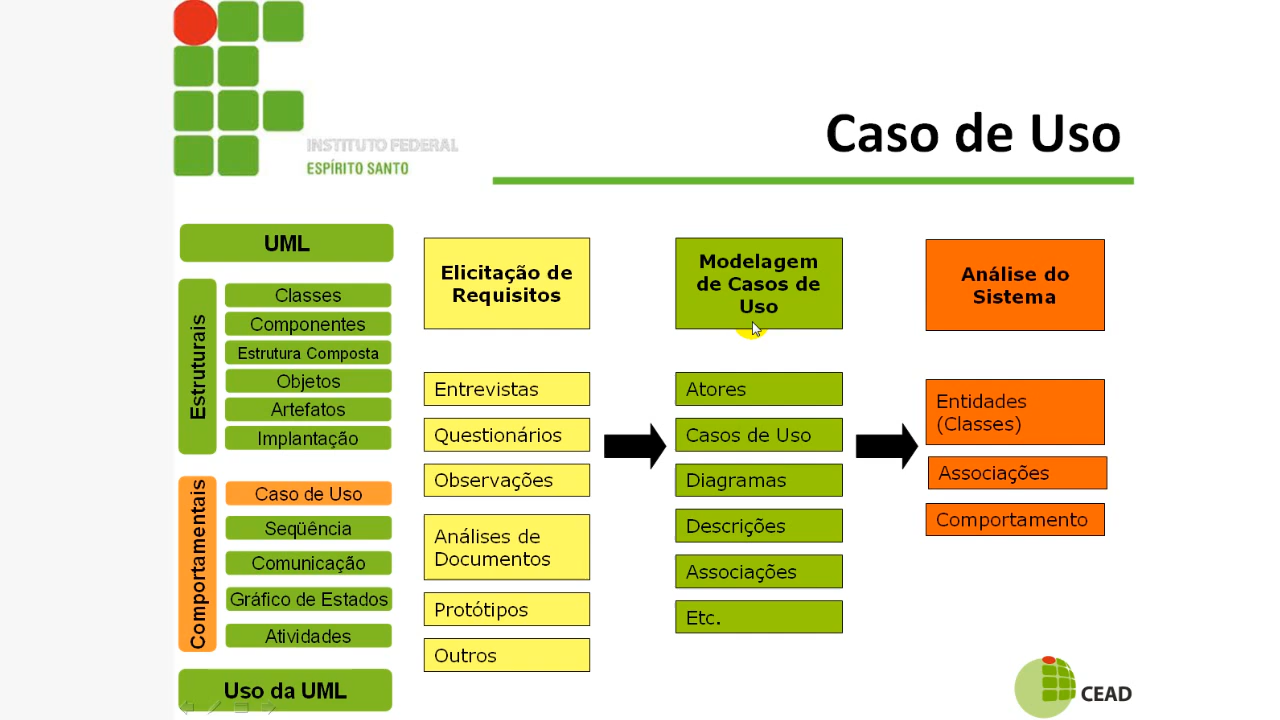 INSTITUTO FEDERAL
ESPÍRITO SANTO
Caso de Uso
UML
Estruturais
Classes
Componentes
Estrutura Composta
Objetos
Artefatos
Implantação
Comportamentais
Caso de Uso
Seqüência
Comunicação
Gráfico de Estados
Atividades
Uso da UML
Elicitação de
Requisitos
Entrevistas
Questionários
Observações
Análises de
Documentos
Protótipos
Outros
Modelagem
de Casos de
Uso
Atores
Casos de Uso
Diagramas
Descrições
Associações
Etc.
Análise do
Sistema
Entidades
(Classes)
Associações
Comportamento
CEAD